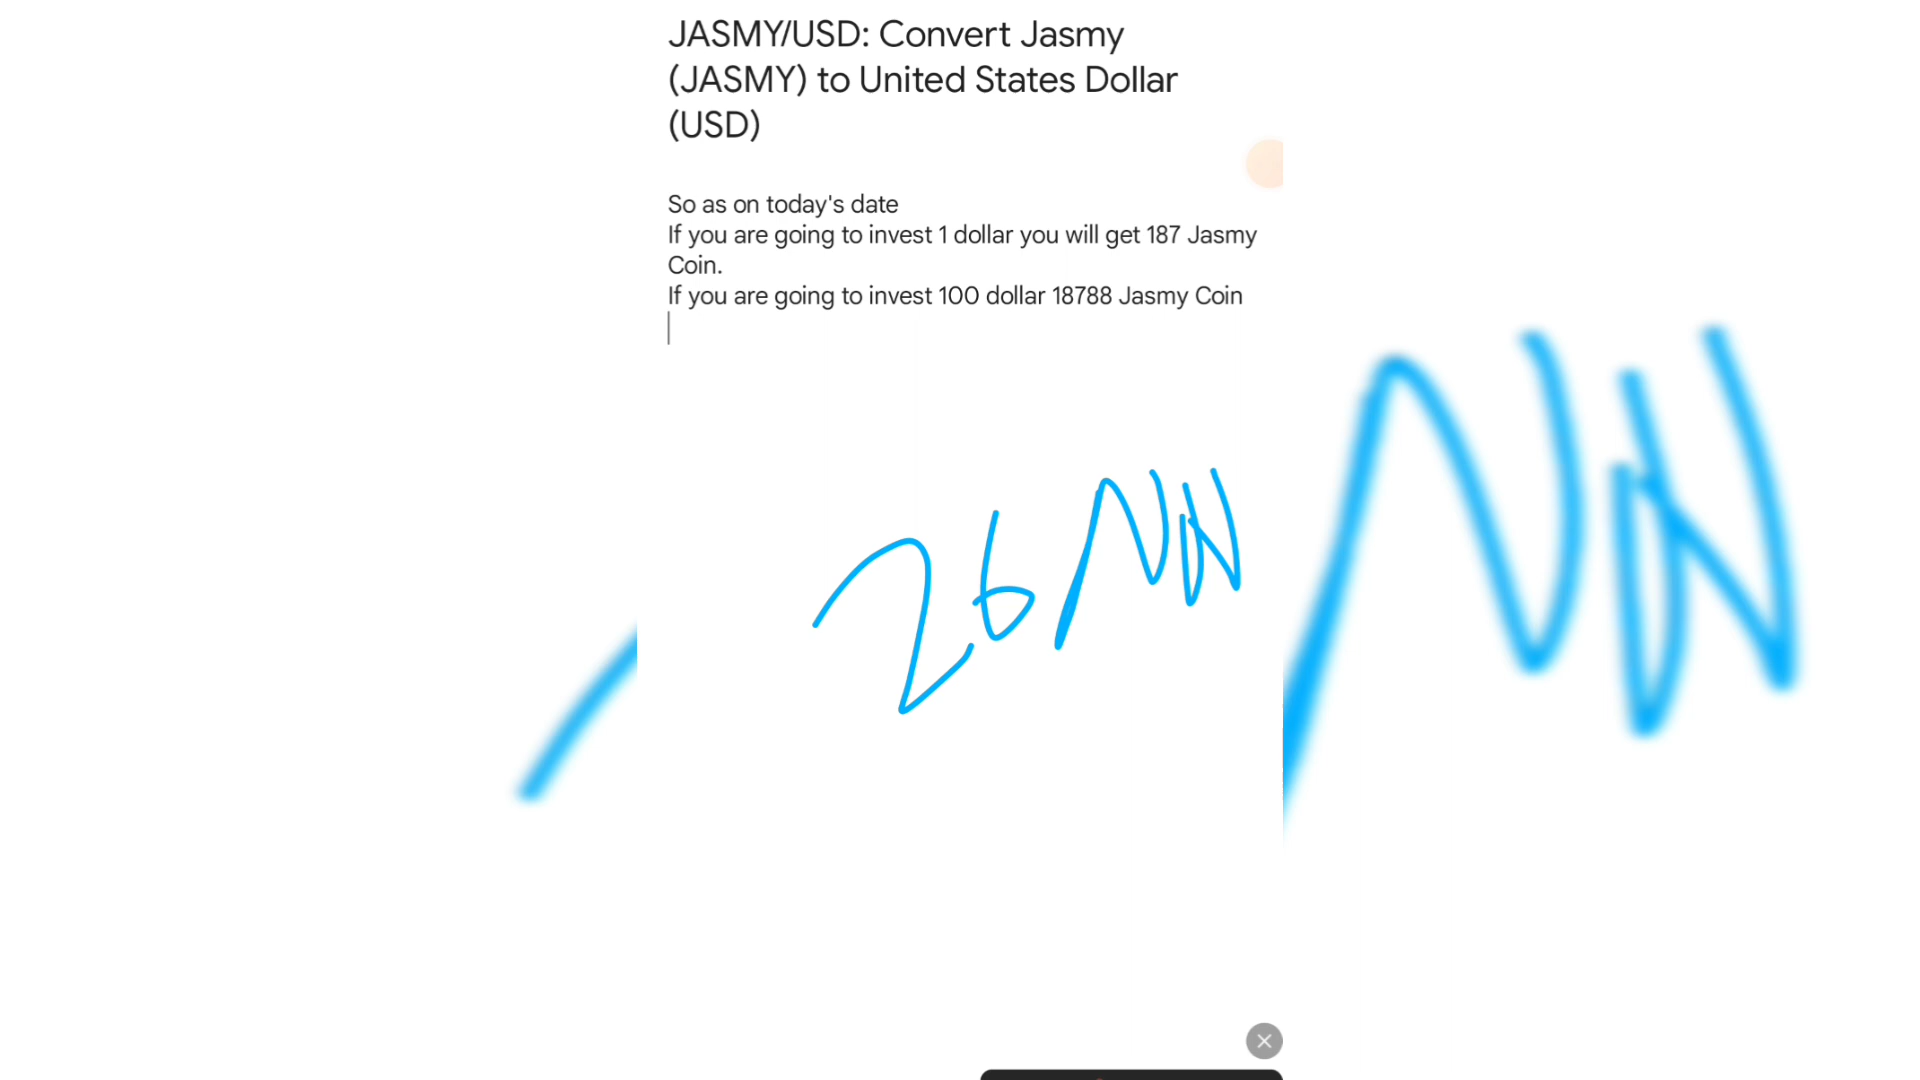 JASMY/USD: Convert Jasmy
(JASMY) to United States Dollar
(USD)
So as on today's date
If you are going to invest 1 dollar you will get 187 Jasmy
Coin.
If you are going to invest 100 dollar 18788 Jasmy Coin
2.6